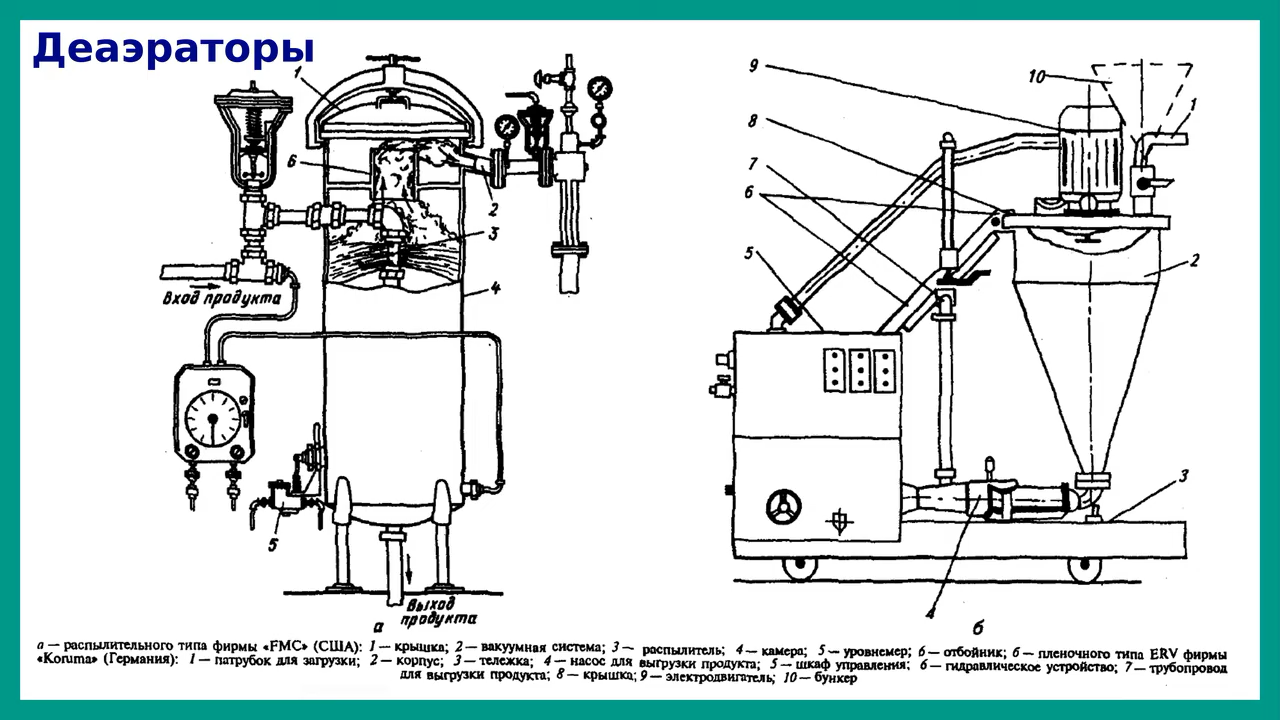 Деаэраторы
1
6
2
3
4
5
Вход продукта
Выход
продукта
а
9
10
1
8
7
6
5
2
3
4
б
а — распылительного типа фирмы «FMC» (США): 1 — крышка; 2 — вакуумная система; 3 — распылитель; 4 — камера; 5 — уровнемер; 6 — отбойник; б — пленочного типа ERV фирмы
«Koruma» (Германия): 1 — патрубок для загрузки; 2 — корпус; 3 — тележка; 4 — насос для выгрузки продукта; 5 — шкаф управления; 6 — гидравлическое устройство; 7 — трубопровод
для выгрузки продукта; 8 — крышка; 9 — электродвигатель; 10 — бункер